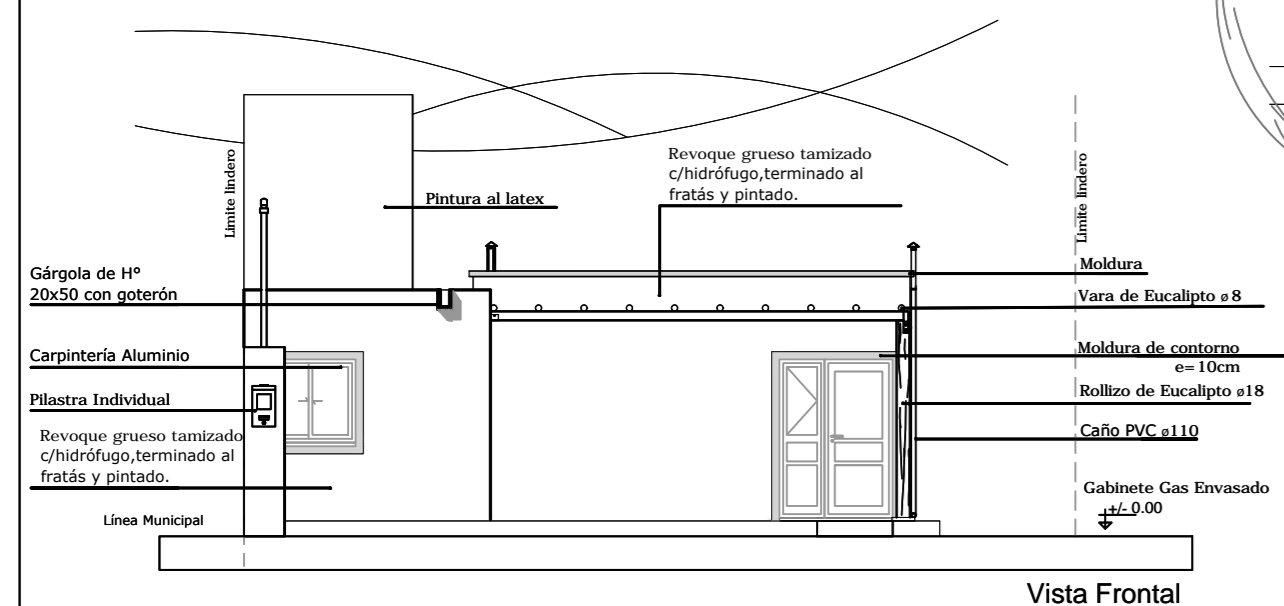 Revoque grueso tamizado
c/hidrófugo,terminado al
fratás y pintado.
Limite lindero
Limite lindero
Pintura al latex
Gárgola de Hº
20x50 con goterón
Moldura
Vara de Eucalipto ø8
Carpintería Aluminio
Moldura de contorno
e=10cm
Pilastra Individual
Rollizo de Eucalipto ø18
Revoque grueso tamizado
c/hidrófugo,terminado al
fratás y pintado.
Caño PVC ø110
Gabinete Gas Envasado
+/- 0.00
Línea Municipal
Vista Frontal